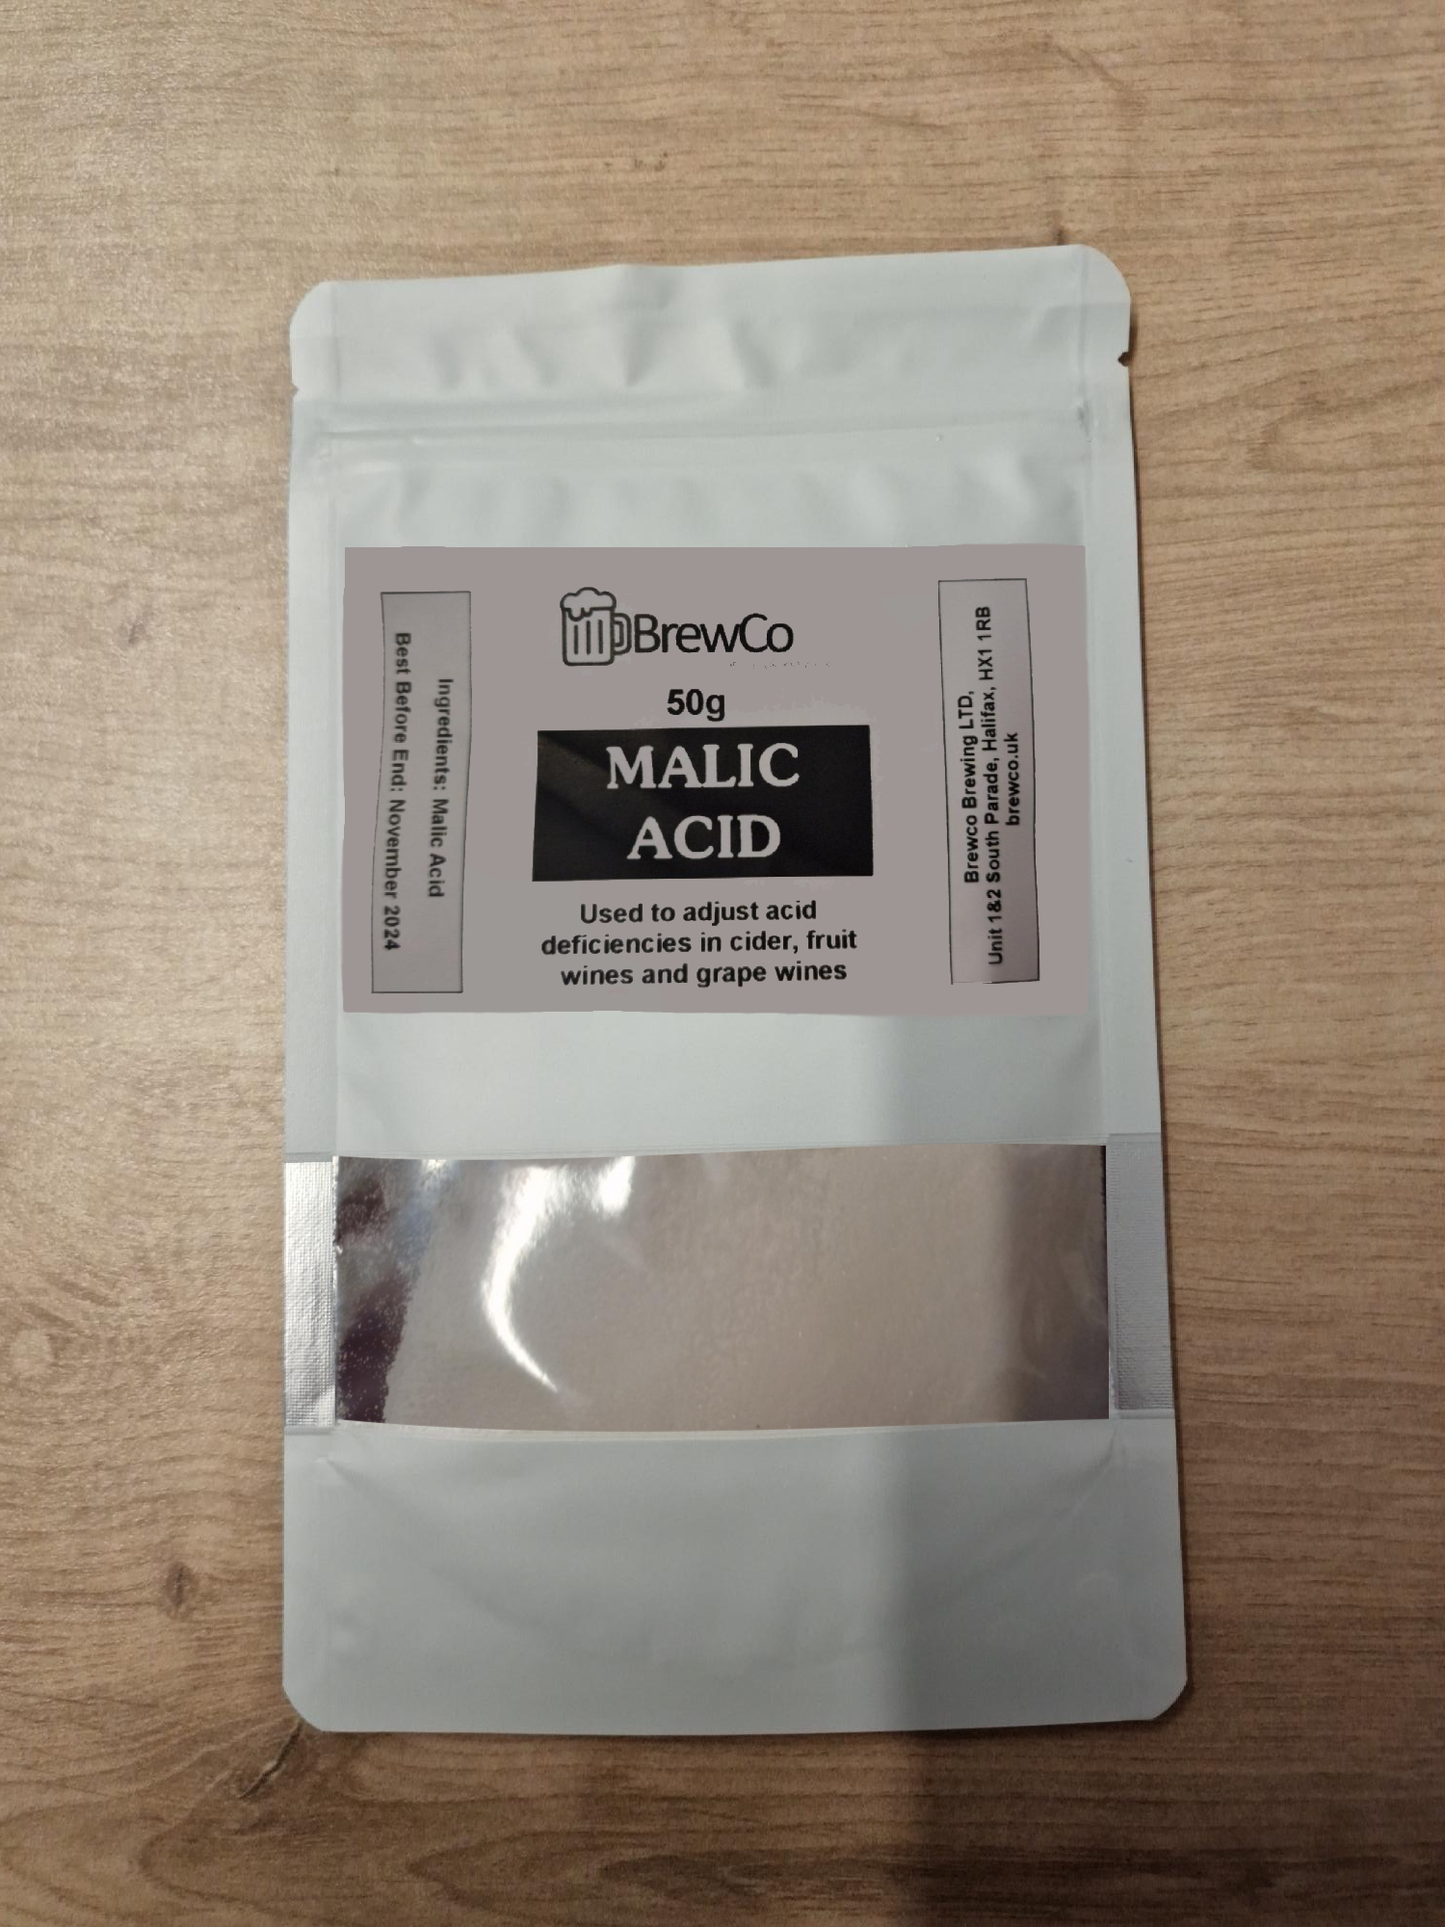 BrewCo
50g
MALIC
ACID
Used to adjust acid
deficiencies in cider, fruit
wines and grape wines
Ingredients: Malic Acid
Best Before End: November 2024
Brewco Brewing LTD,
Unit 1&2 South Parade, Halifax, HX1 1RB
brewco.uk